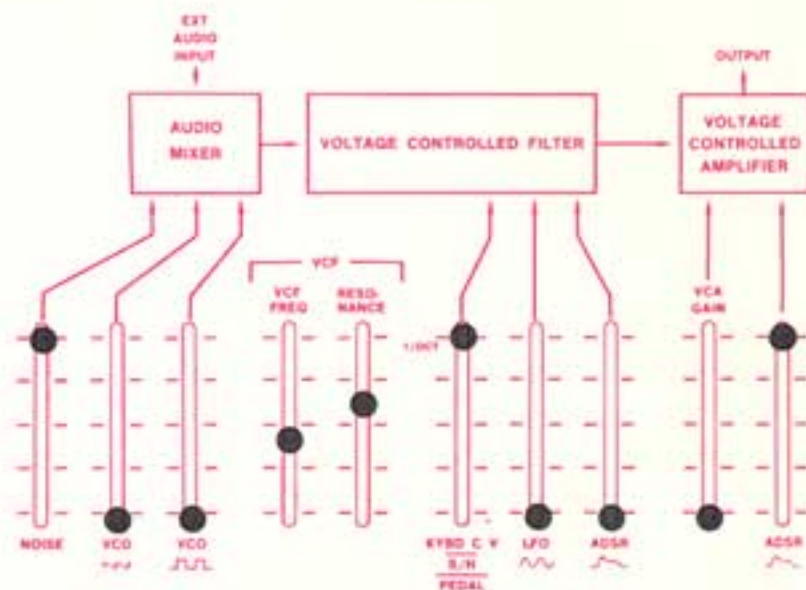 EXT
AUDIO
INPUT
OUTPUT
AUDIO
MIXER
VOLTAGE CONTROLLED FILTER
VOLTAGE
CONTROLLED
AMPLIFIER
VCF
VCF
FREQ
RESO-
NANCE
VCA
GAIN
1/OCT
NOISE
VCO
VCO
KYBD C V
S/H
PEDAL
LFO
ADSR
ADSR